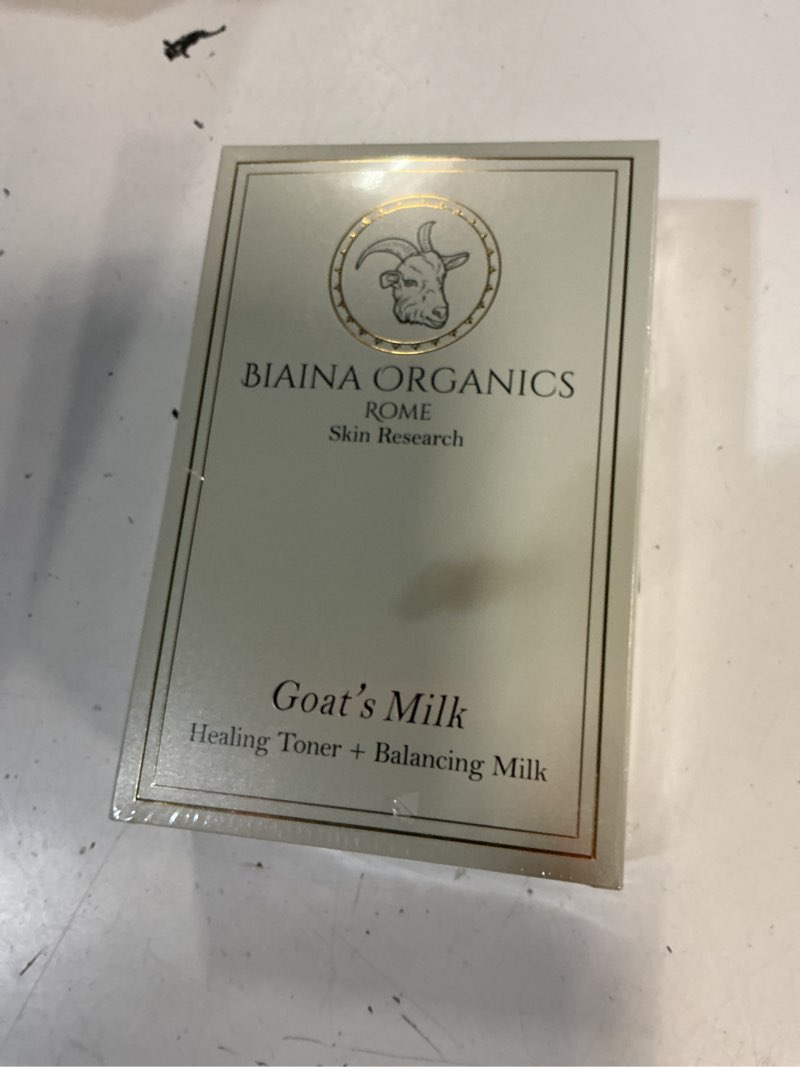 BIAINA ORGANICS
ROME
Skin Research
Goat's Milk
Healing Toner + Balancing Milk